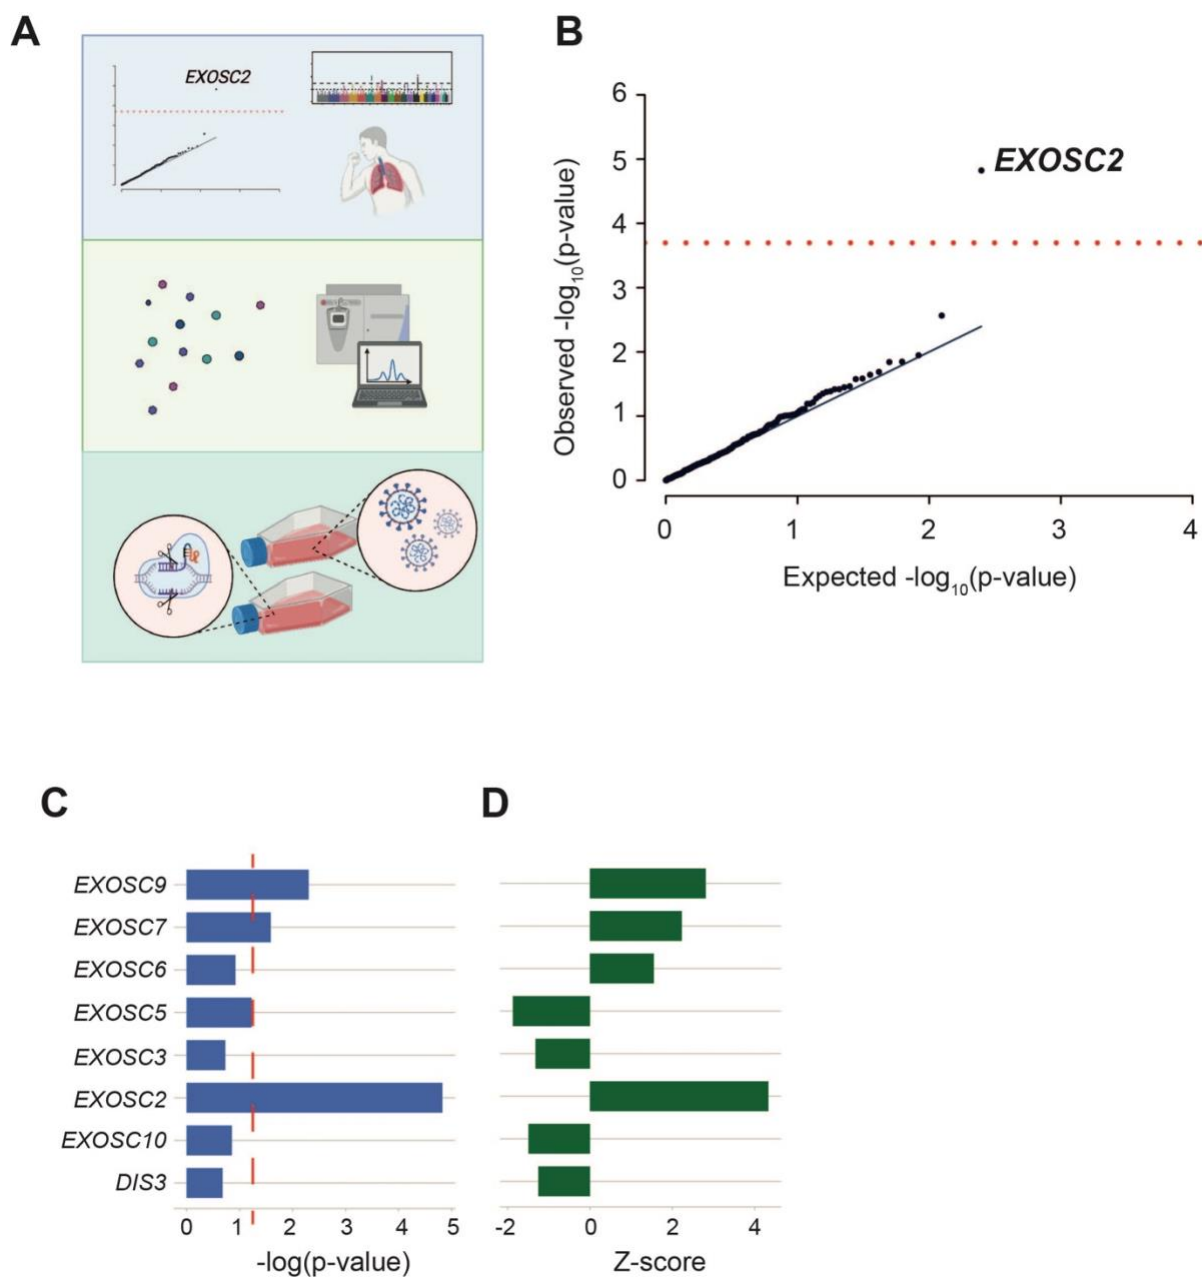 A
B
EXOSC2
6
5
4
3
2
1
0
Observed -log₁₀(p-value)
EXOSC2
0 1 2 3 4
Expected -log₁₀(p-value)
C
D
EXOSC9
EXOSC7
EXOSC6
EXOSC5
EXOSC3
EXOSC2
EXOSC10
DIS3
0 1 2 3 4 5
-log(p-value)
-2 0 2 4
Z-score